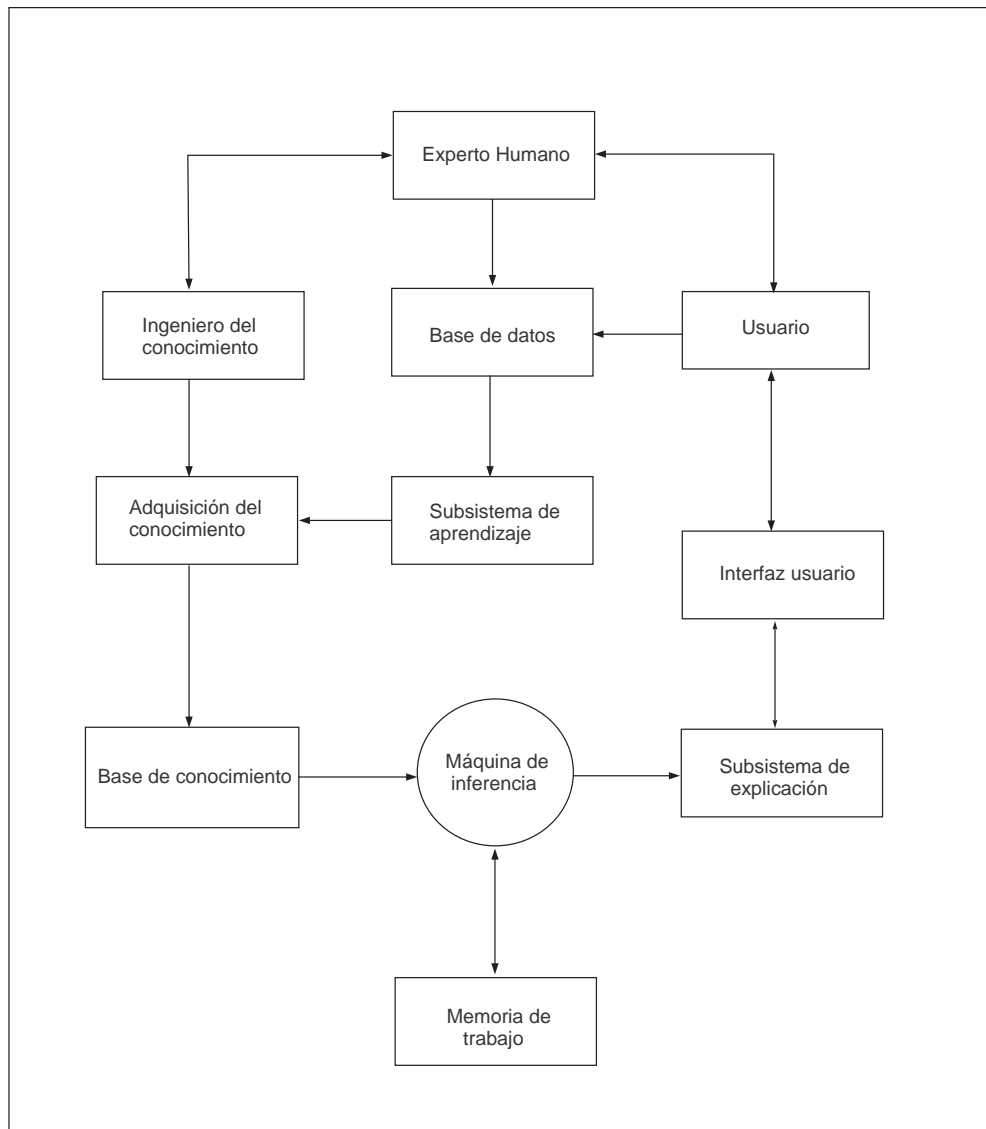 Experto Humano
Ingeniero del
conocimiento
Base de datos
Usuario
Adquisición del
conocimiento
Subsistema de
aprendizaje
Interfaz usuario
Base de conocimiento
Máquina de
inferencia
Subsistema de
explicación
Memoria de
trabajo